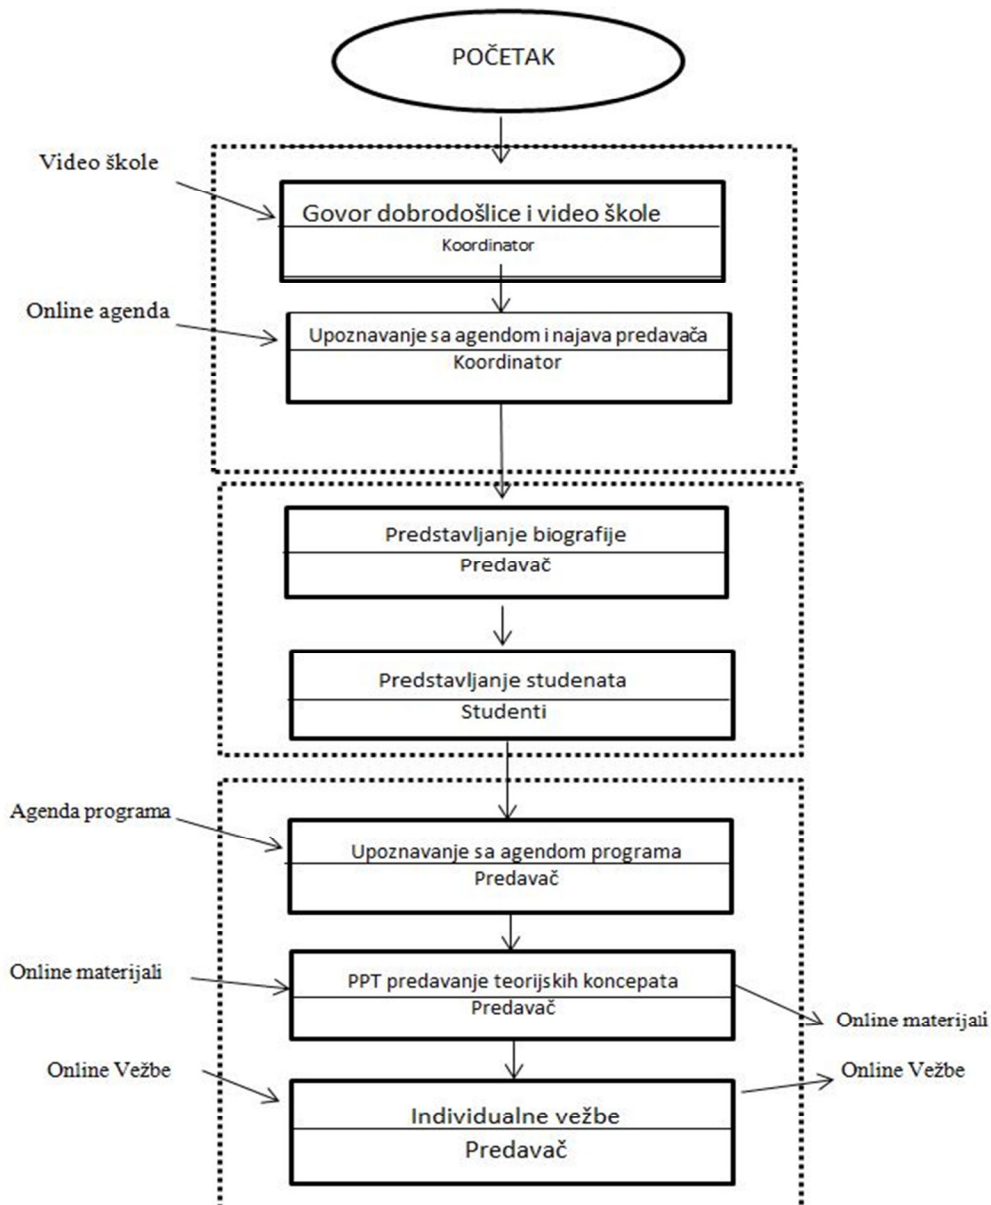 POČETAK
Video škole
Govor dobrodošlice i video škole
Koordinator
Online agenda
Upoznavanje sa agendom i najava predavača
Koordinator
Predstavljanje biografije
Predavač
Predstavljanje studenata
Studenti
Agenda programa
Upoznavanje sa agendom programa
Predavač
Online materijali
PPT predavanje teorijskih koncepata
Predavač
Online materijali
Online Vežbe
Online Vežbe
Individualne vežbe
Predavač